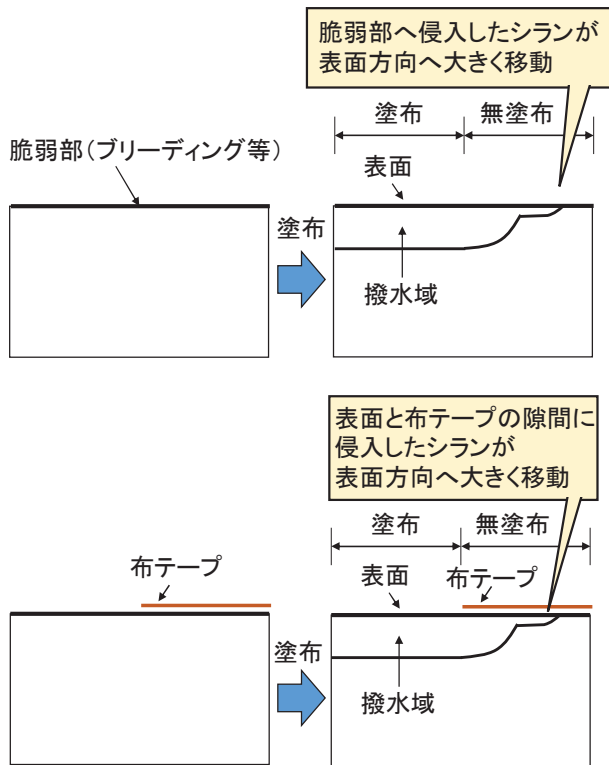 脆弱部へ侵入したシランが
表面方向へ大きく移動
塗布
無塗布
脆弱部(ブリーディング等)
表面
塗布
撥水域
表面と布テープの隙間に
侵入したシランが
表面方向へ大きく移動
塗布
無塗布
布テープ
表面
布テープ
塗布
撥水域